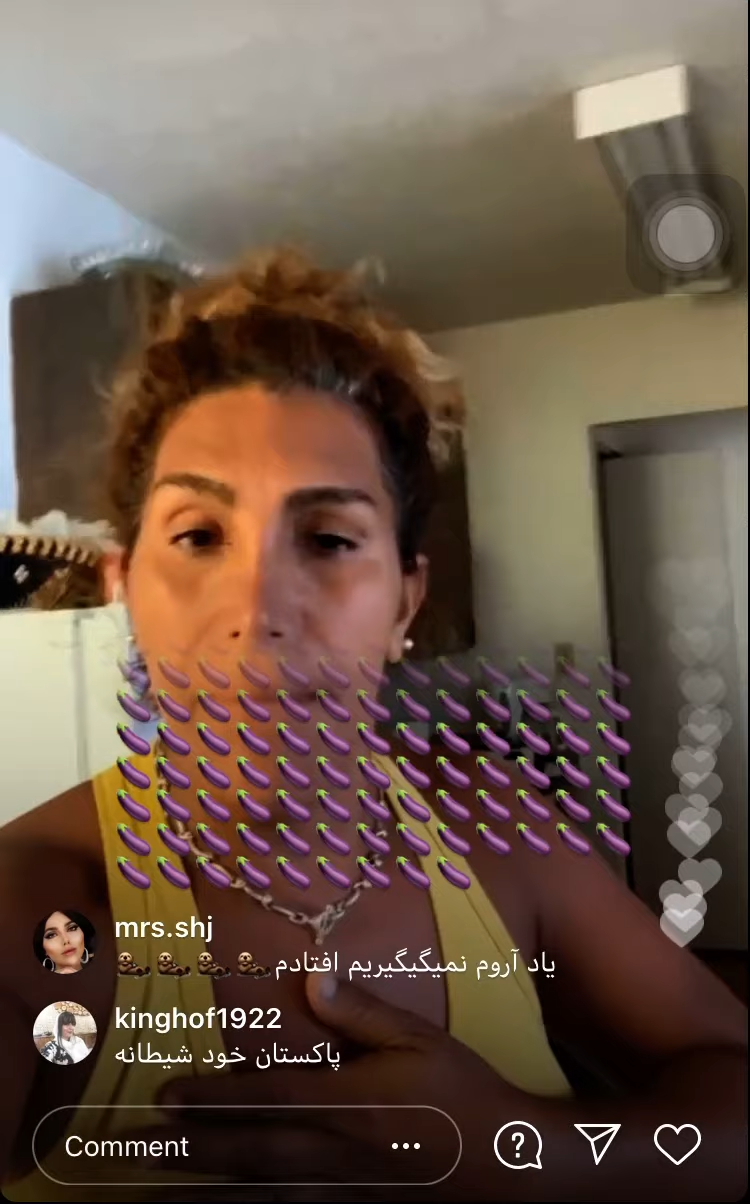 mrs.shj
یاد آروم نمیگیگیریم افتادم🦦🦦🦦🦦
kinghof1922
پاکستان خود شیطانه
Comment